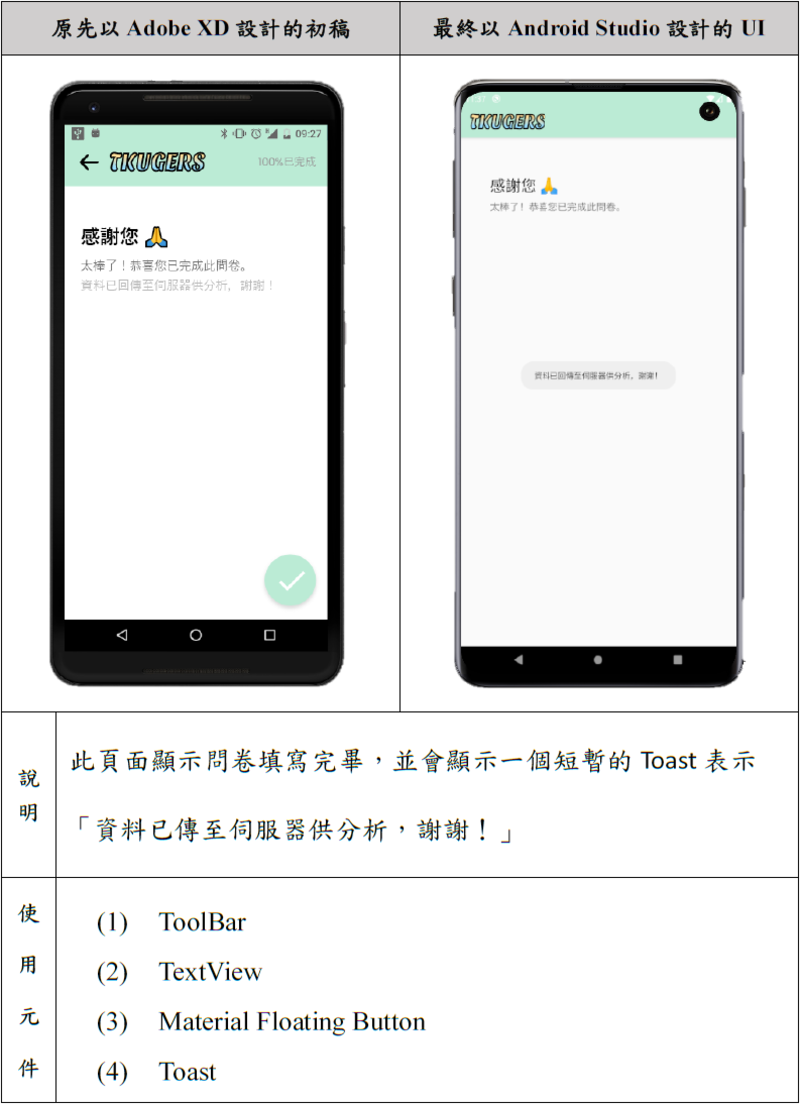 原先以 Adobe XD 設計的初稿
最終以 Android Studio 設計的 UI
09:27
TKUGERS
100%已完成
感謝您 🙏
太棒了！恭喜您已完成此問卷。
資料已回傳至伺服器供分析，謝謝！
TKUGERS
感謝您 🙏
太棒了！恭喜您已完成此問卷。
資料已回傳至伺服器供分析，謝謝！
說明
此頁面顯示問卷填寫完畢，並會顯示一個短暫的 Toast 表示
「資料已傳至伺服器供分析，謝謝！」
使用元件
(1) ToolBar
(2) TextView
(3) Material Floating Button
(4) Toast